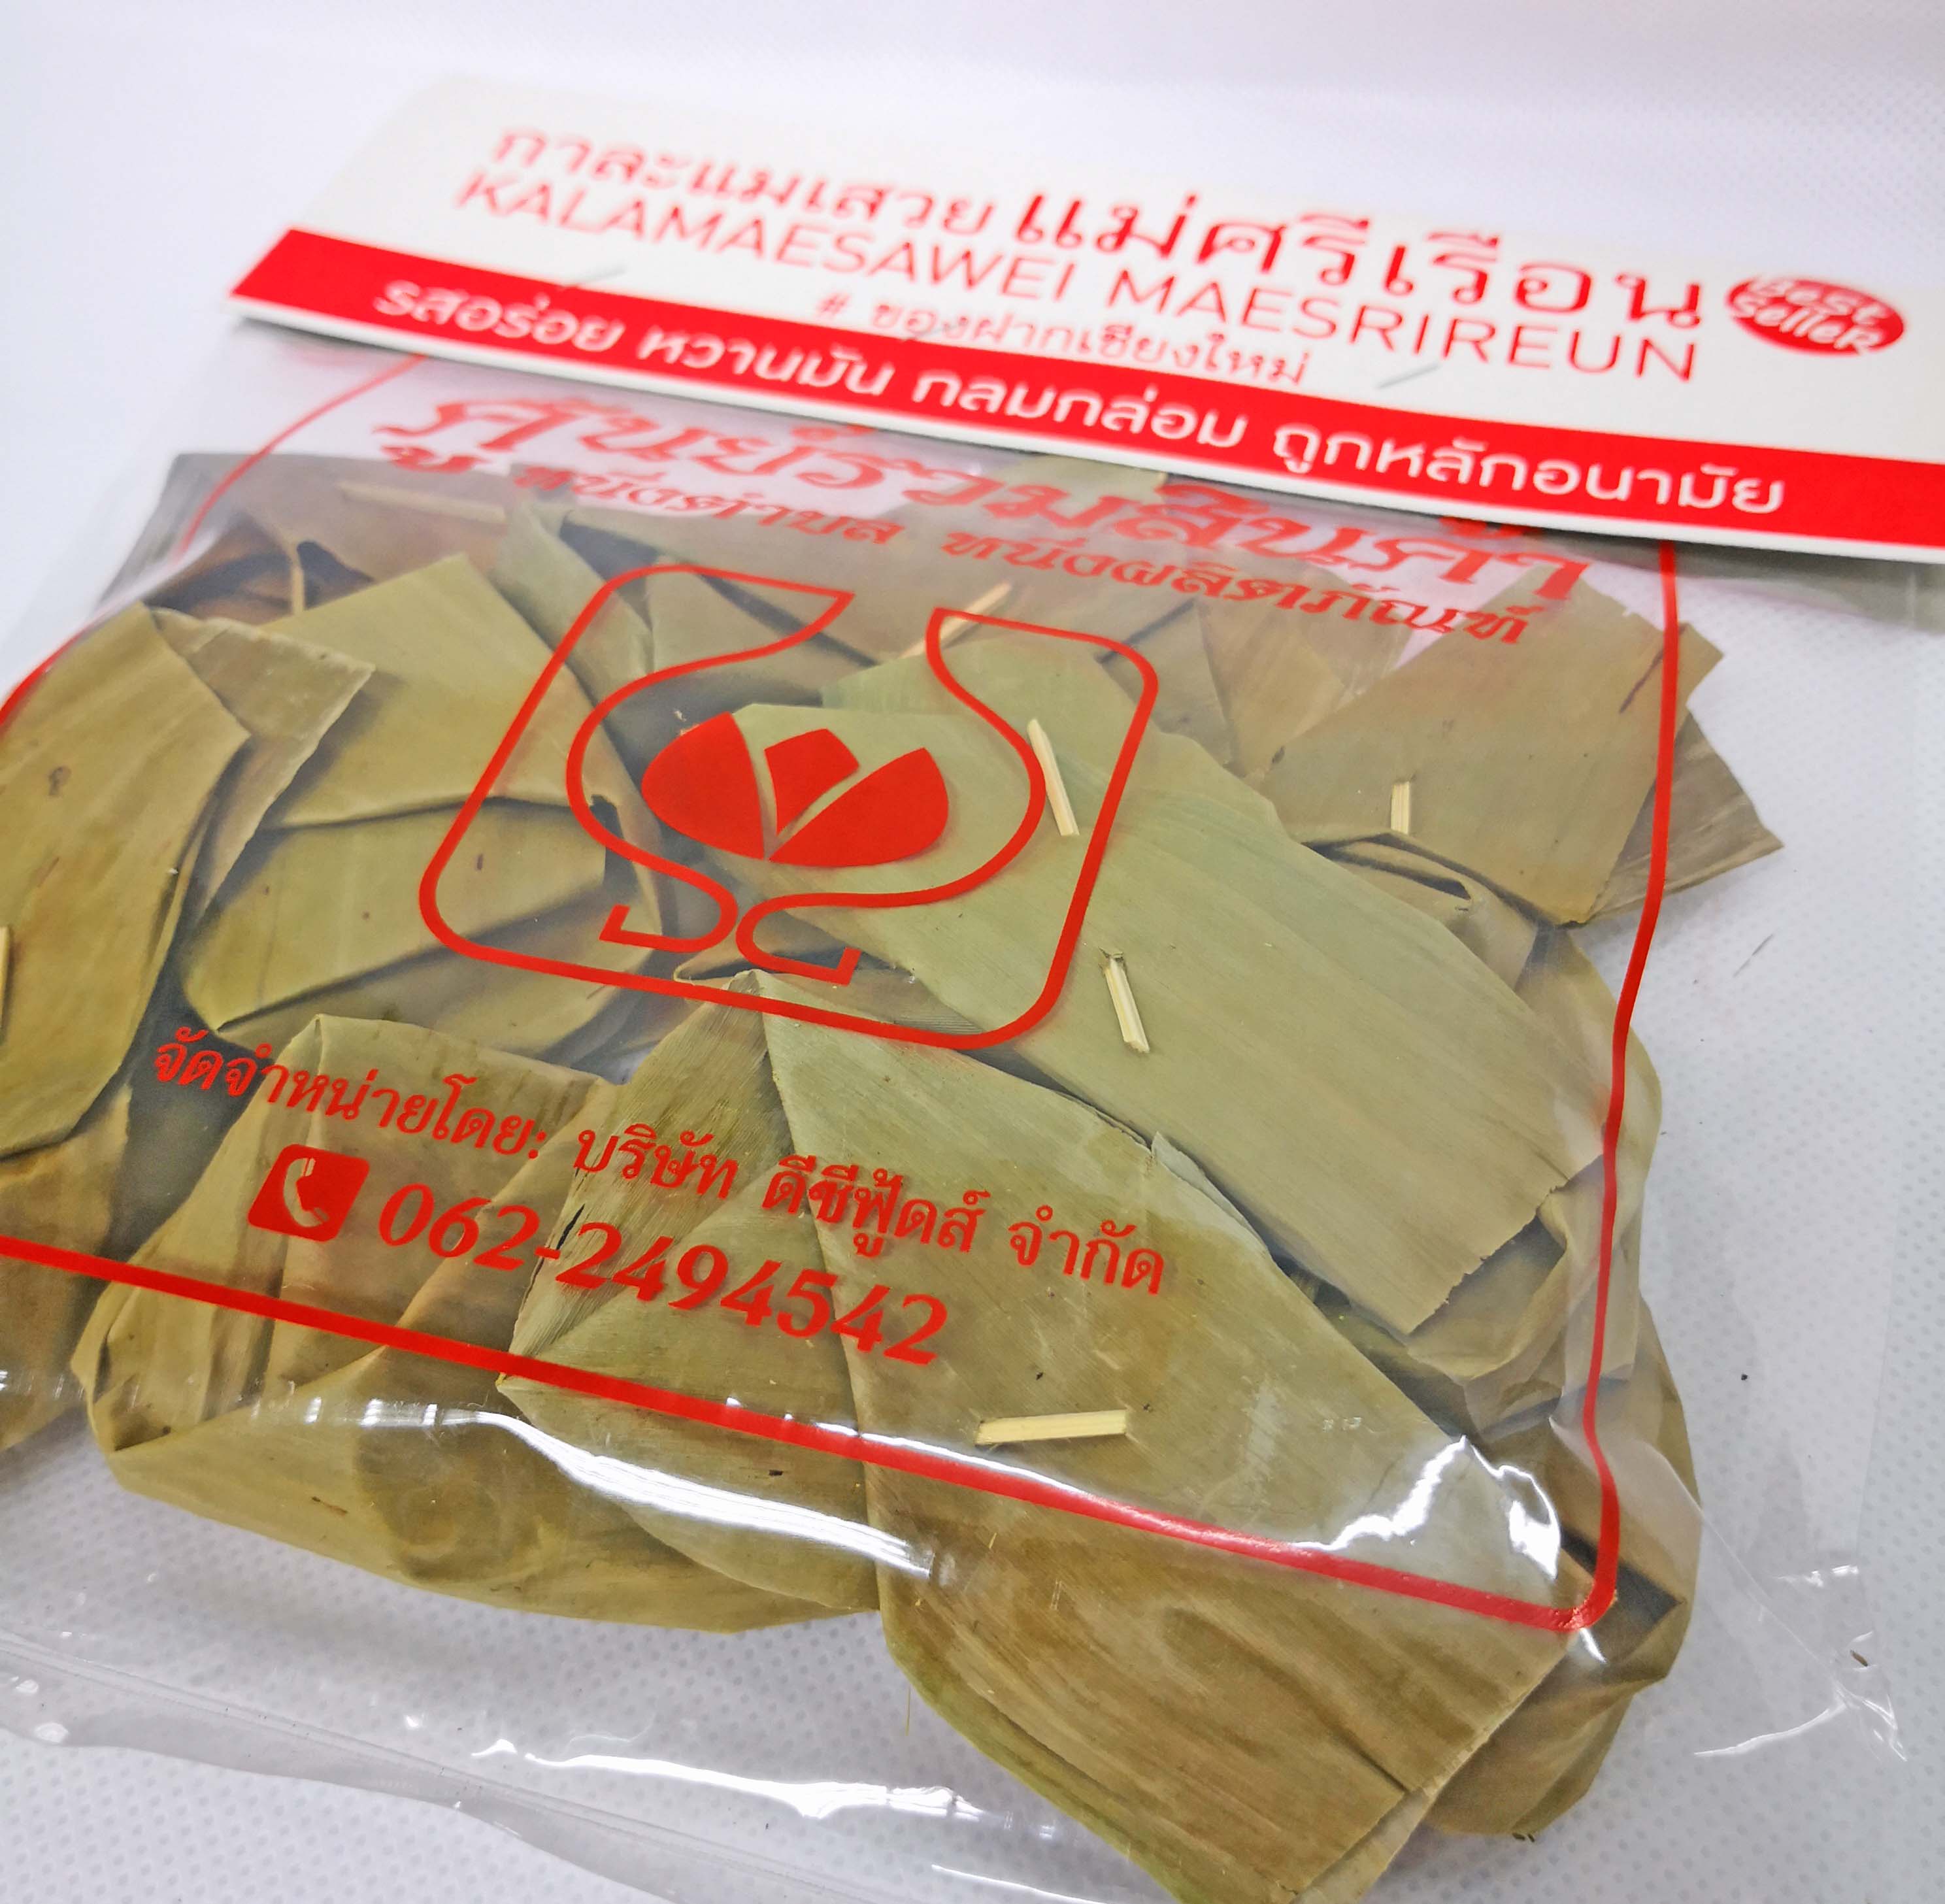 กาละแมเสวย แม่ศรีเรือน
Best Seller
KALAMAESAWEI MAESRIREUN
# ของฝากเชียงใหม่
รสอร่อย หวานมัน กลมกล่อม ถูกหลักอนามัย
ศูนย์รวมสินค้า
หนึ่งตำบล หนึ่งผลิตภัณฑ์
จัดจำหน่ายโดย: บริษัท ดีซีฟู้ดส์ จำกัด
062-2494542